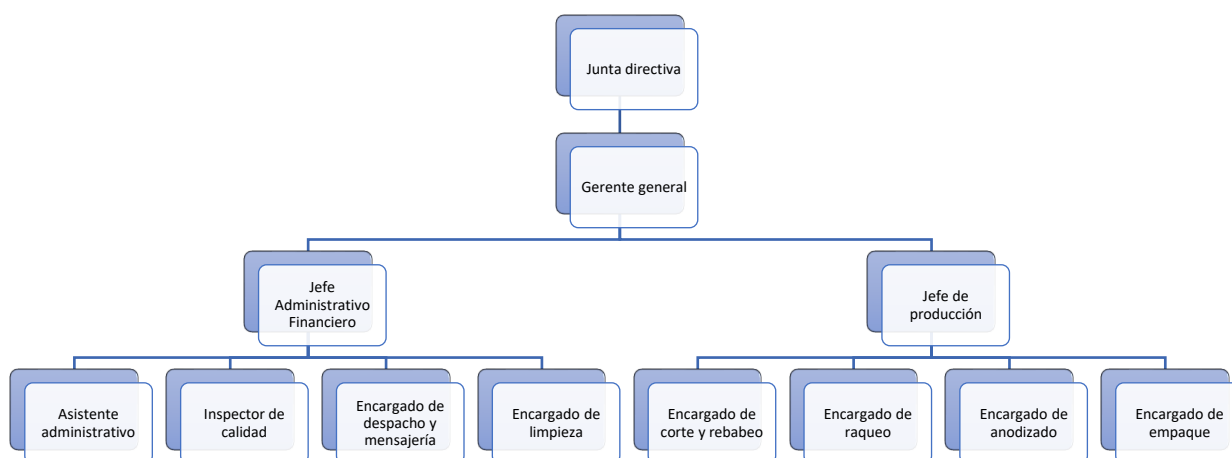 Junta directiva
Gerente general
Jefe
Administrativo
Financiero
Jefe de
producción
Asistente
administrativo
Inspector de
calidad
Encargado de
despacho y
mensajería
Encargado de
limpieza
Encargado de
corte y rebabeo
Encargado de
raqueo
Encargado de
anodizado
Encargado de
empaque